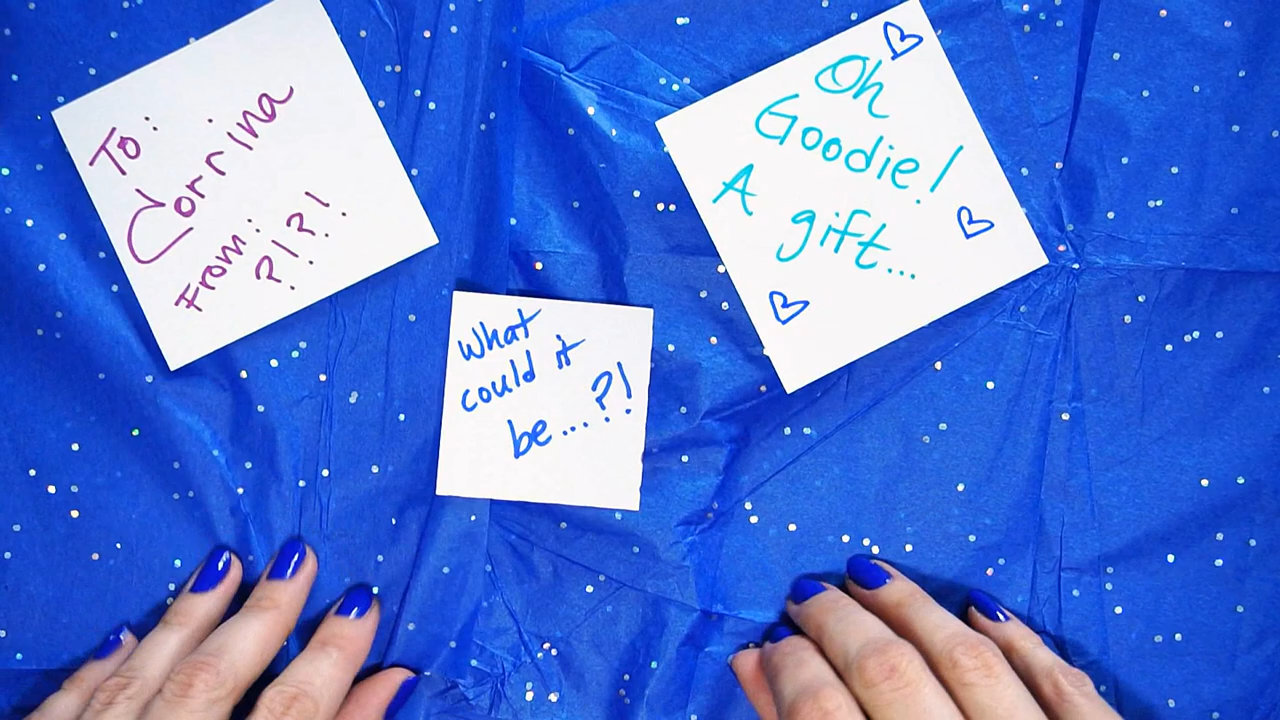 To:
Corrina
From:
?!?!
What
could it
be...?!
Oh
Goodie!
A gift...